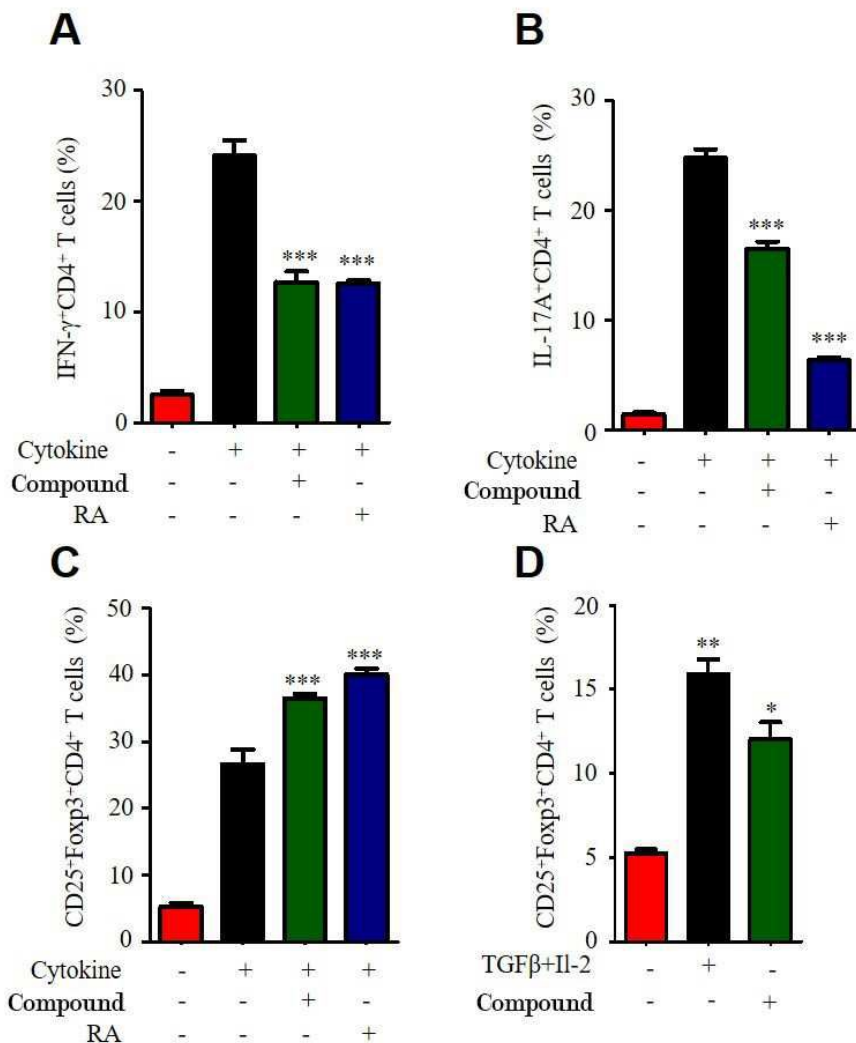 A
IFN-γ⁺CD4⁺ T cells (%)
30
20
10
0
*** ***
Cytokine - + + +
Compound - - + -
RA - - - +
B
IL-17A⁺CD4⁺ T cells (%)
30
20
10
0
***
***
Cytokine - + + +
Compound - - + -
RA - - - +
C
CD25⁺Foxp3⁺CD4⁺ T cells (%)
50
40
30
20
10
0
***
***
Cytokine - + + +
Compound - - + -
RA - - - +
D
CD25⁺Foxp3⁺CD4⁺ T cells (%)
20
15
10
5
0
**
*
TGFβ+Il-2 - + -
Compound - - +